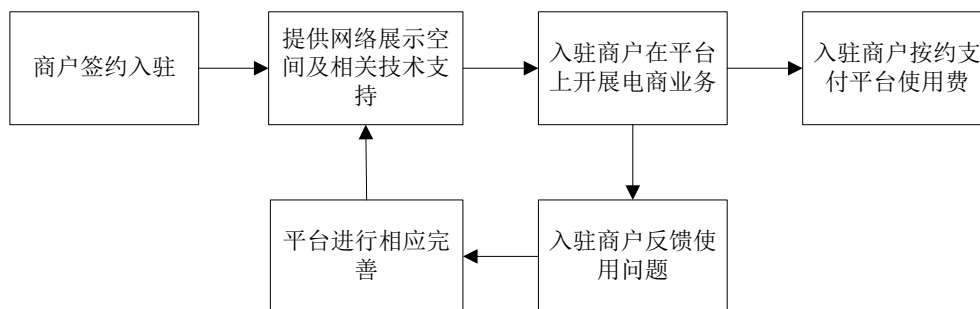 商户签约入驻
提供网络展示空
间及相关技术支
持
入驻商户在平台
上开展电商业务
入驻商户按约支
付平台使用费
平台进行相应完
善
入驻商户反馈使
用问题